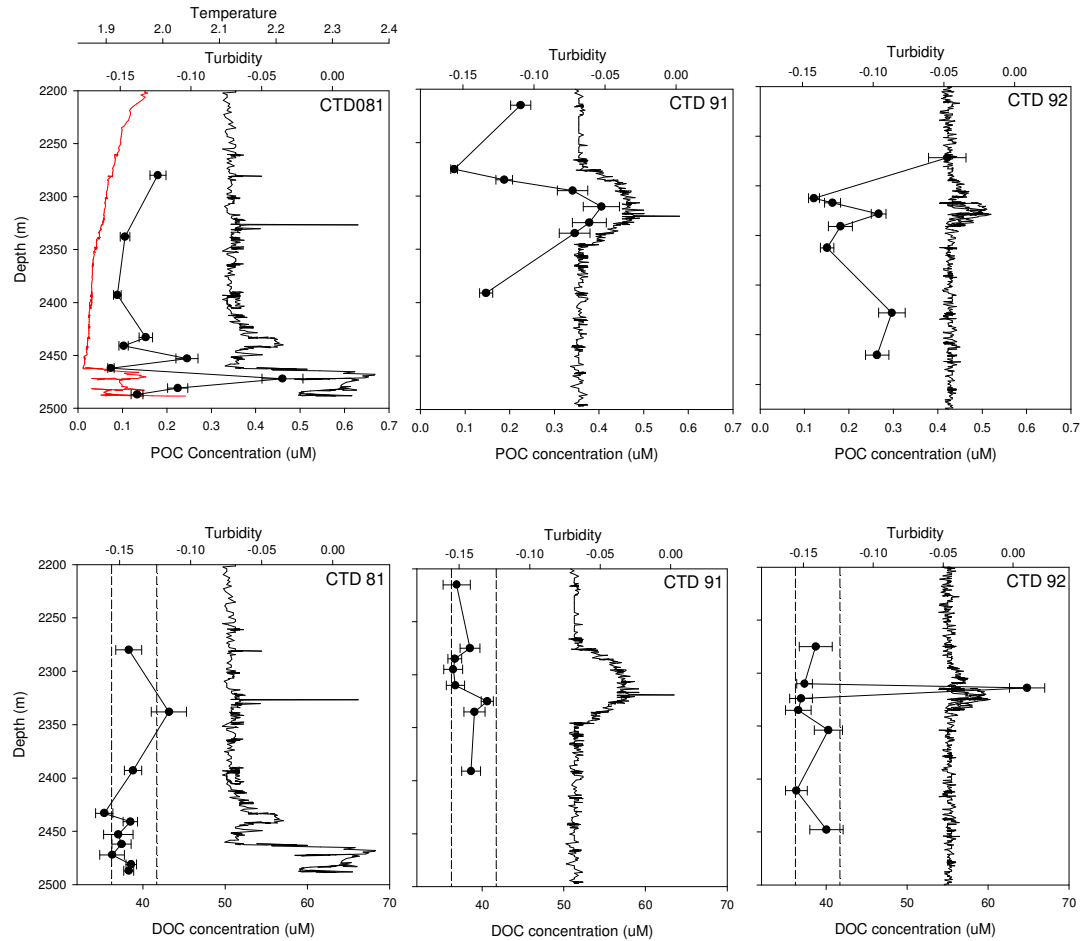 Temperature
1.9 2.0 2.1 2.2 2.3 2.4
Turbidity Turbidity Turbidity
-0.15 -0.10 -0.05 0.00 -0.15 -0.10 -0.05 0.00 -0.15 -0.10 -0.05 0.00
CTD081 CTD 91 CTD 92
Depth (m)
2200
2250
2300
2350
2400
2450
2500
0.0 0.1 0.2 0.3 0.4 0.5 0.6 0.7 0.0 0.1 0.2 0.3 0.4 0.5 0.6 0.7 0.0 0.1 0.2 0.3 0.4 0.5 0.6 0.7
POC Concentration (uM) POC concentration (uM) POC concentration (uM)
Turbidity Turbidity Turbidity
-0.15 -0.10 -0.05 0.00 -0.15 -0.10 -0.05 0.00 -0.15 -0.10 -0.05 0.00
CTD 81 CTD 91 CTD 92
Depth (m)
2200
2250
2300
2350
2400
2450
2500
40 50 60 70 40 50 60 70 40 50 60 70
DOC concentration (uM) DOC concentration (uM) DOC concentration (uM)